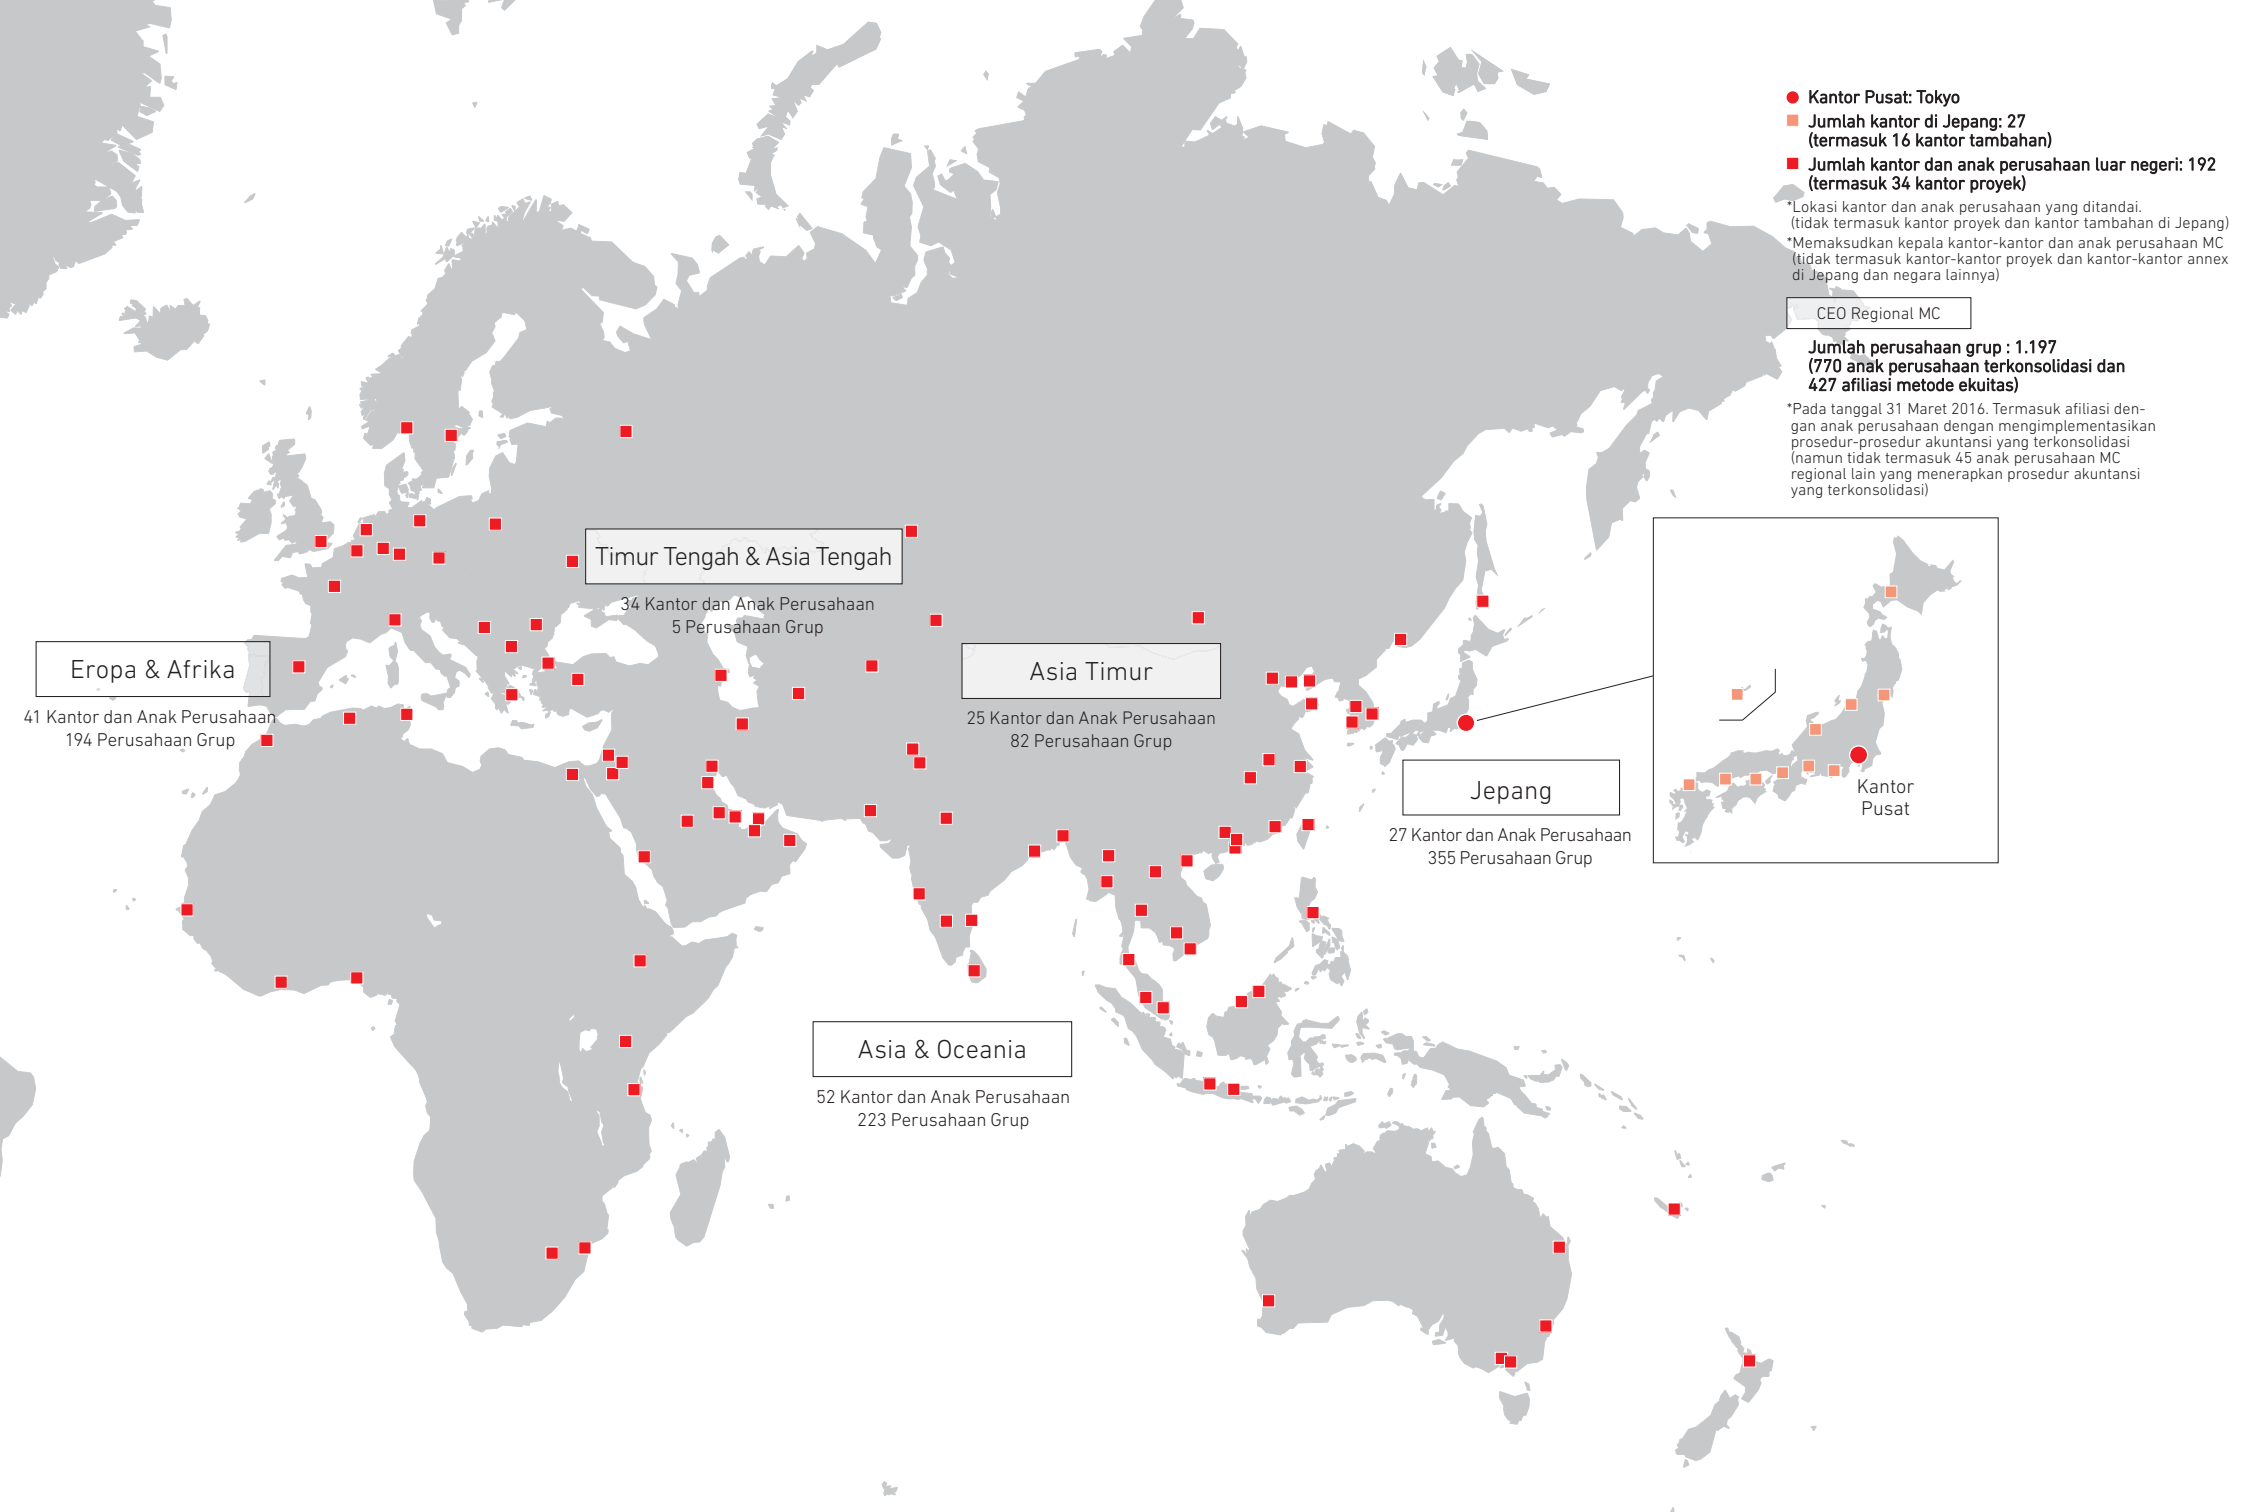 Kantor Pusat: Tokyo
Jumlah kantor di Jepang: 27
(termasuk 16 kantor tambahan)
Jumlah kantor dan anak perusahaan luar negeri: 192
(termasuk 34 kantor proyek)
*Lokasi kantor dan anak perusahaan yang ditandai.
(tidak termasuk kantor proyek dan kantor tambahan di Jepang)
*Memaksudkan kepala kantor-kantor dan anak perusahaan MC
(tidak termasuk kantor-kantor proyek dan kantor-kantor annex
di Jepang dan negara lainnya)
CEO Regional MC
Jumlah perusahaan grup : 1.197
(770 anak perusahaan terkonsolidasi dan
427 afiliasi metode ekuitas)
*Pada tanggal 31 Maret 2016. Termasuk afiliasi den-
gan anak perusahaan dengan mengimplementasikan
prosedur-prosedur akuntansi yang terkonsolidasi
(namun tidak termasuk 45 anak perusahaan MC
regional lain yang menerapkan prosedur akuntansi
yang terkonsolidasi)
Timur Tengah & Asia Tengah
34 Kantor dan Anak Perusahaan
5 Perusahaan Grup
Eropa & Afrika
41 Kantor dan Anak Perusahaan
194 Perusahaan Grup
Asia Timur
25 Kantor dan Anak Perusahaan
82 Perusahaan Grup
Jepang
27 Kantor dan Anak Perusahaan
355 Perusahaan Grup
Kantor
Pusat
Asia & Oceania
52 Kantor dan Anak Perusahaan
223 Perusahaan Grup